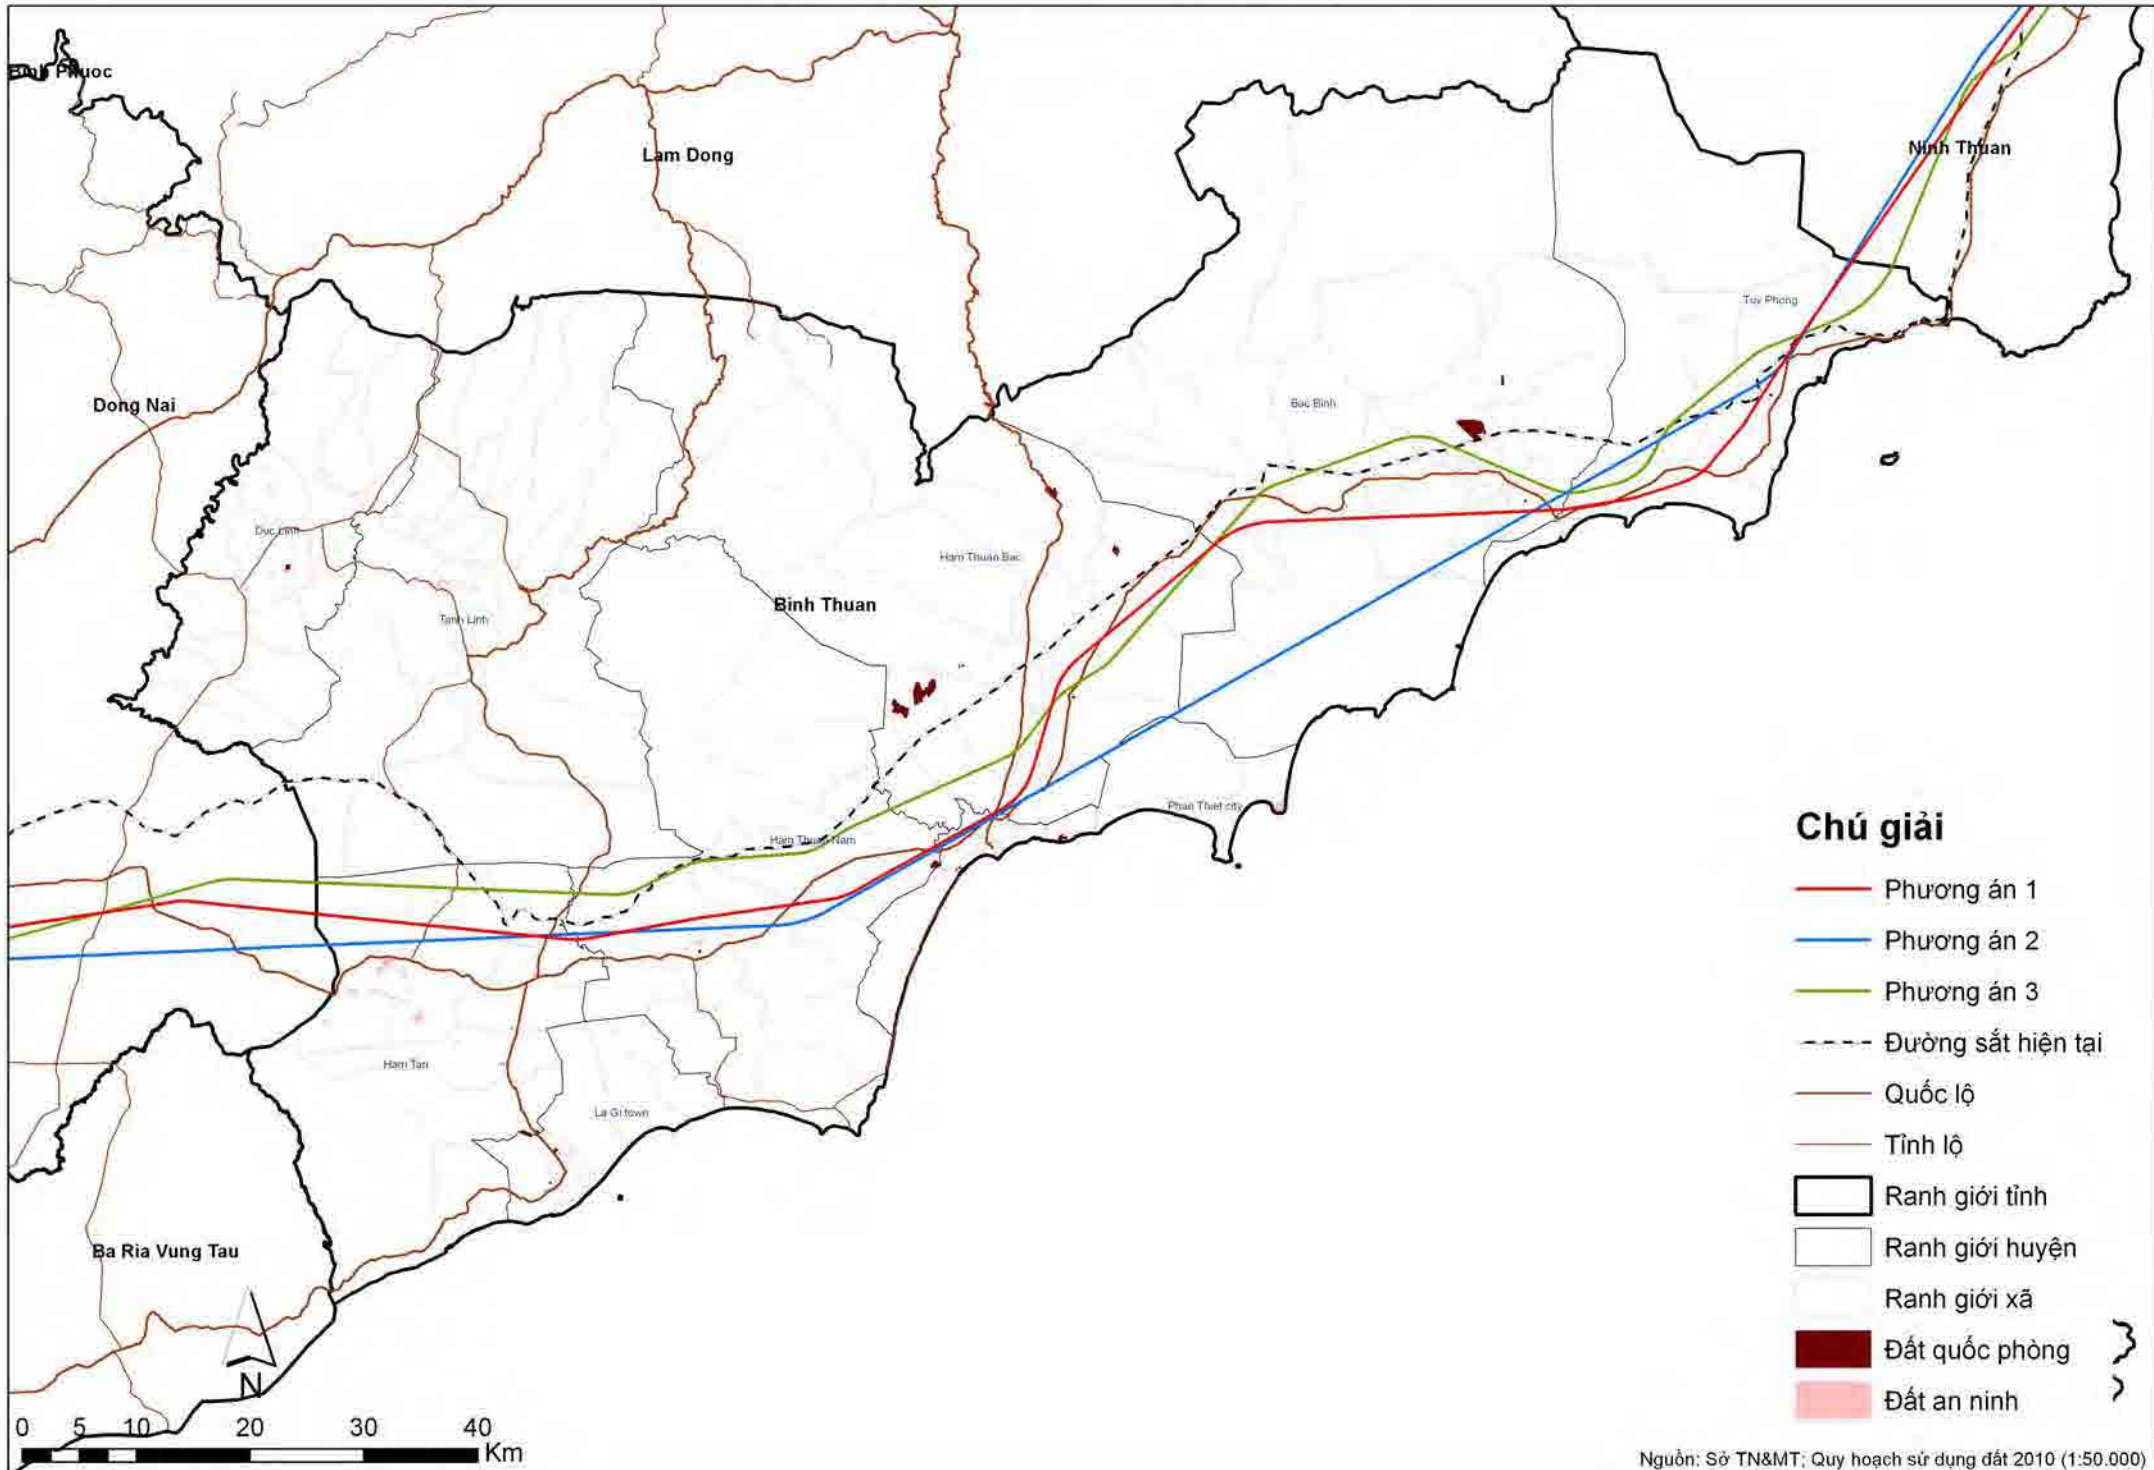 Binh Phuoc
Lam Dong
Ninh Thuan
Tuy Phong
Dong Nai
Bac Binh
Duc Linh
Ham Thuan Bac
Binh Thuan
Tanh Linh
Phan Thiet city
Ham Thuan Nam
Ham Tan
La Gi town
Ba Ria Vung Tau
Chú giải
Phương án 1
Phương án 2
Phương án 3
Đường sắt hiện tại
Quốc lộ
Tỉnh lộ
Ranh giới tỉnh
Ranh giới huyện
Ranh giới xã
Đất quốc phòng
Đất an ninh
N
0 5 10 20 30 40
Km
Nguồn: Sở TN&MT; Quy hoạch sử dụng đất 2010 (1:50.000)